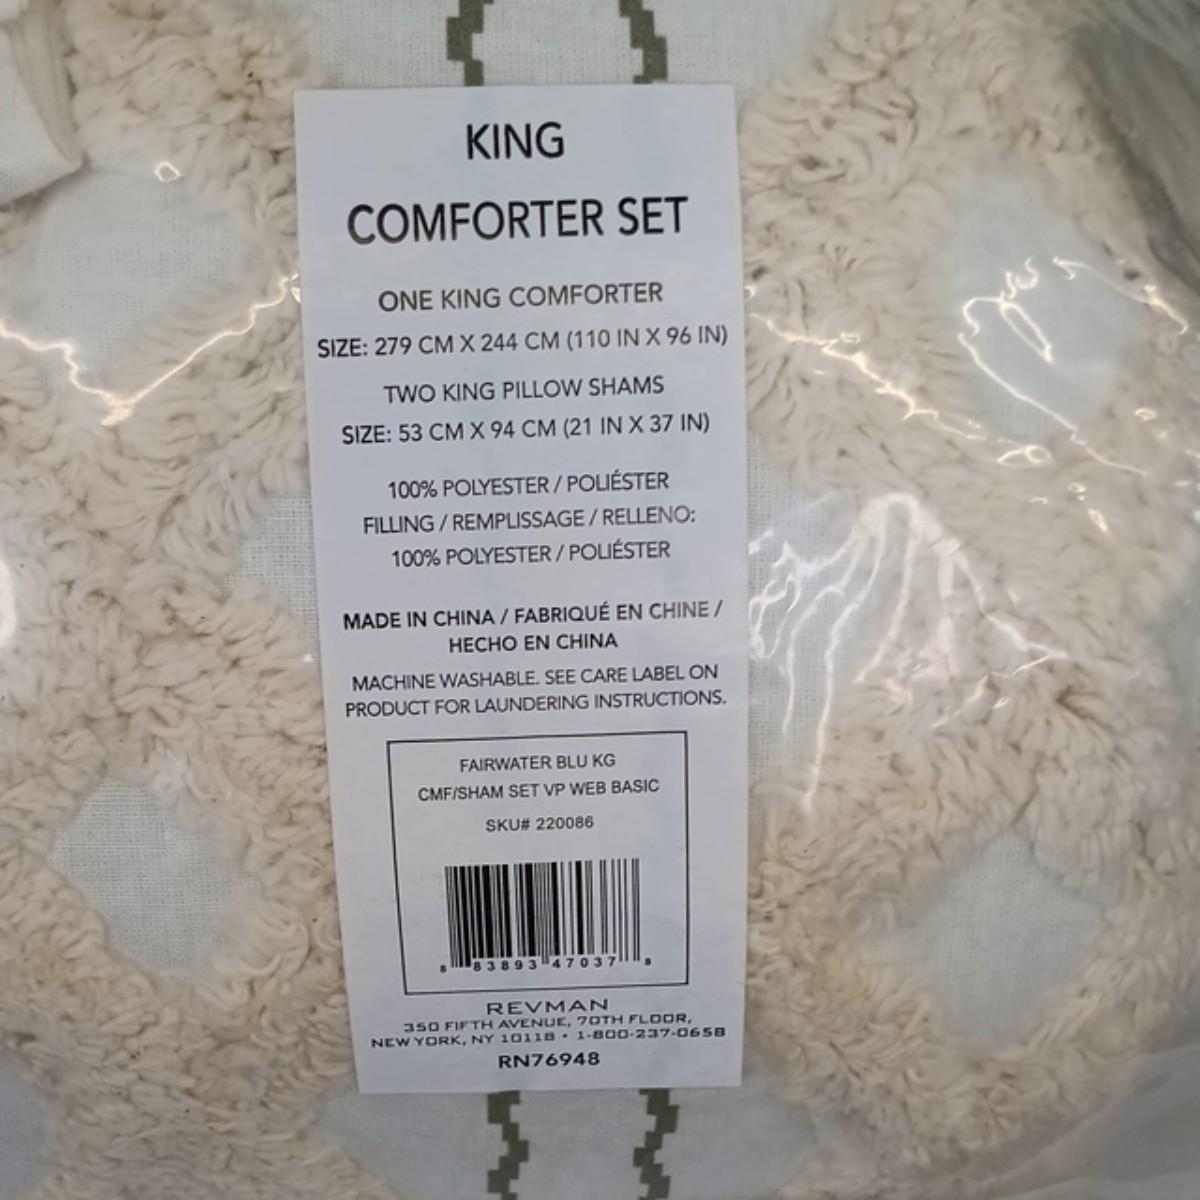 KING
COMFORTER SET
ONE KING COMFORTER
SIZE: 279 CM X 244 CM (110 IN X 96 IN)
TWO KING PILLOW SHAMS
SIZE: 53 CM X 94 CM (21 IN X 37 IN)
100% POLYESTER / POLIÉSTER
FILLING / REMPLISSAGE / RELLENO:
100% POLYESTER / POLIÉSTER
MADE IN CHINA / FABRIQUÉ EN CHINE /
HECHO EN CHINA
MACHINE WASHABLE. SEE CARE LABEL ON
PRODUCT FOR LAUNDERING INSTRUCTIONS.
FAIRWATER BLU KG
CMF/SHAM SET VP WEB BASIC
SKU# 220086
8 83893 47037 8
REVMAN
350 FIFTH AVENUE, 70TH FLOOR,
NEW YORK, NY 10118 • 1-800-237-0658
RN76948